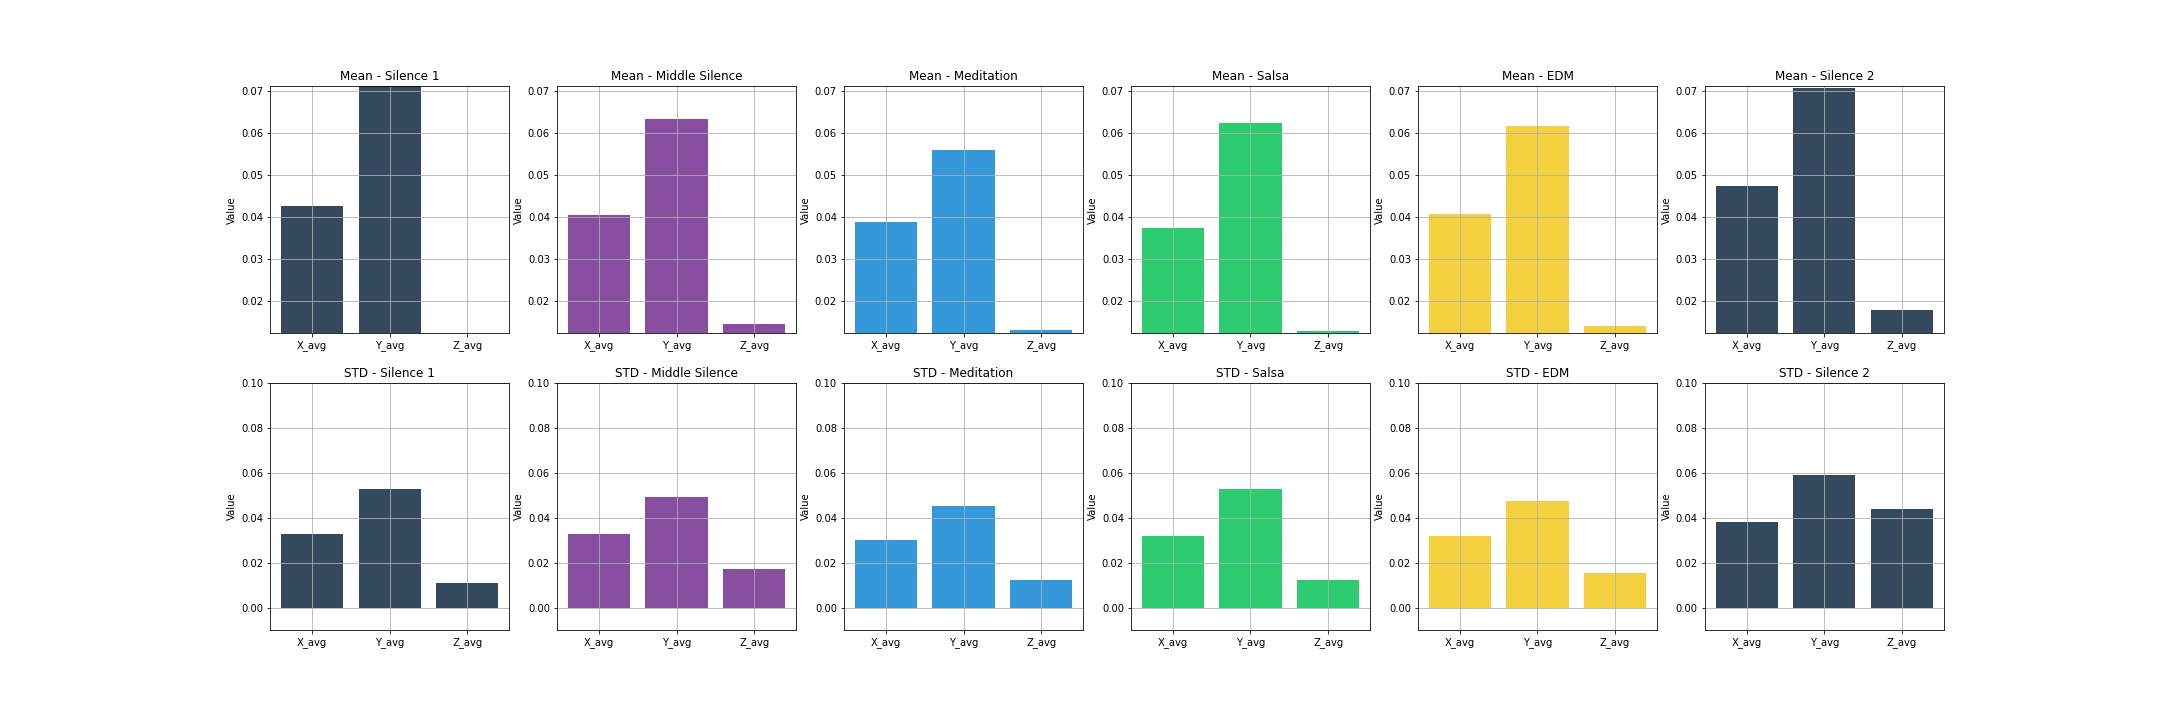 Mean - Silence 1
0.07
0.06
0.05
0.04
0.03
0.02
Value
X_avg Y_avg Z_avg
Mean - Middle Silence
0.07
0.06
0.05
0.04
0.03
0.02
Value
X_avg Y_avg Z_avg
Mean - Meditation
0.07
0.06
0.05
0.04
0.03
0.02
Value
X_avg Y_avg Z_avg
Mean - Salsa
0.07
0.06
0.05
0.04
0.03
0.02
Value
X_avg Y_avg Z_avg
Mean - EDM
0.07
0.06
0.05
0.04
0.03
0.02
Value
X_avg Y_avg Z_avg
Mean - Silence 2
0.07
0.06
0.05
0.04
0.03
0.02
Value
X_avg Y_avg Z_avg
STD - Silence 1
0.10
0.08
0.06
0.04
0.02
0.00
Value
X_avg Y_avg Z_avg
STD - Middle Silence
0.10
0.08
0.06
0.04
0.02
0.00
Value
X_avg Y_avg Z_avg
STD - Meditation
0.10
0.08
0.06
0.04
0.02
0.00
Value
X_avg Y_avg Z_avg
STD - Salsa
0.10
0.08
0.06
0.04
0.02
0.00
Value
X_avg Y_avg Z_avg
STD - EDM
0.10
0.08
0.06
0.04
0.02
0.00
Value
X_avg Y_avg Z_avg
STD - Silence 2
0.10
0.08
0.06
0.04
0.02
0.00
Value
X_avg Y_avg Z_avg